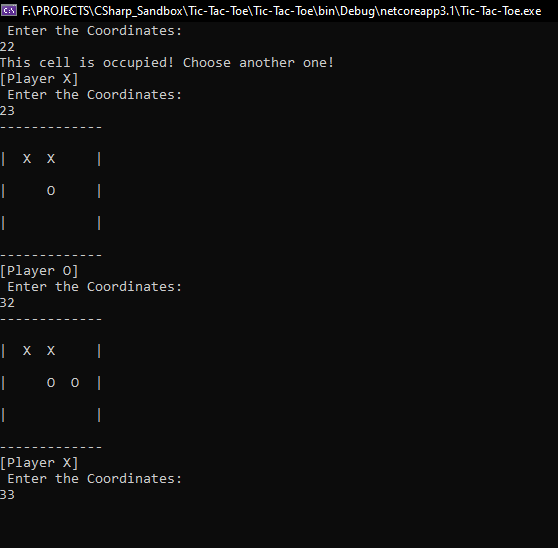 F:\PROJECTS\CSharp_Sandbox\Tic-Tac-Toe\Tic-Tac-Toe\bin\Debug\netcoreapp3.1\Tic-Tac-Toe.exe
Enter the Coordinates:
22
This cell is occupied! Choose another one!
[Player X]
Enter the Coordinates:
23
-------------
|  X  X     |
|     O     |
|           |
-------------
[Player O]
Enter the Coordinates:
32
-------------
|  X  X     |
|     O  O  |
|           |
-------------
[Player X]
Enter the Coordinates:
33